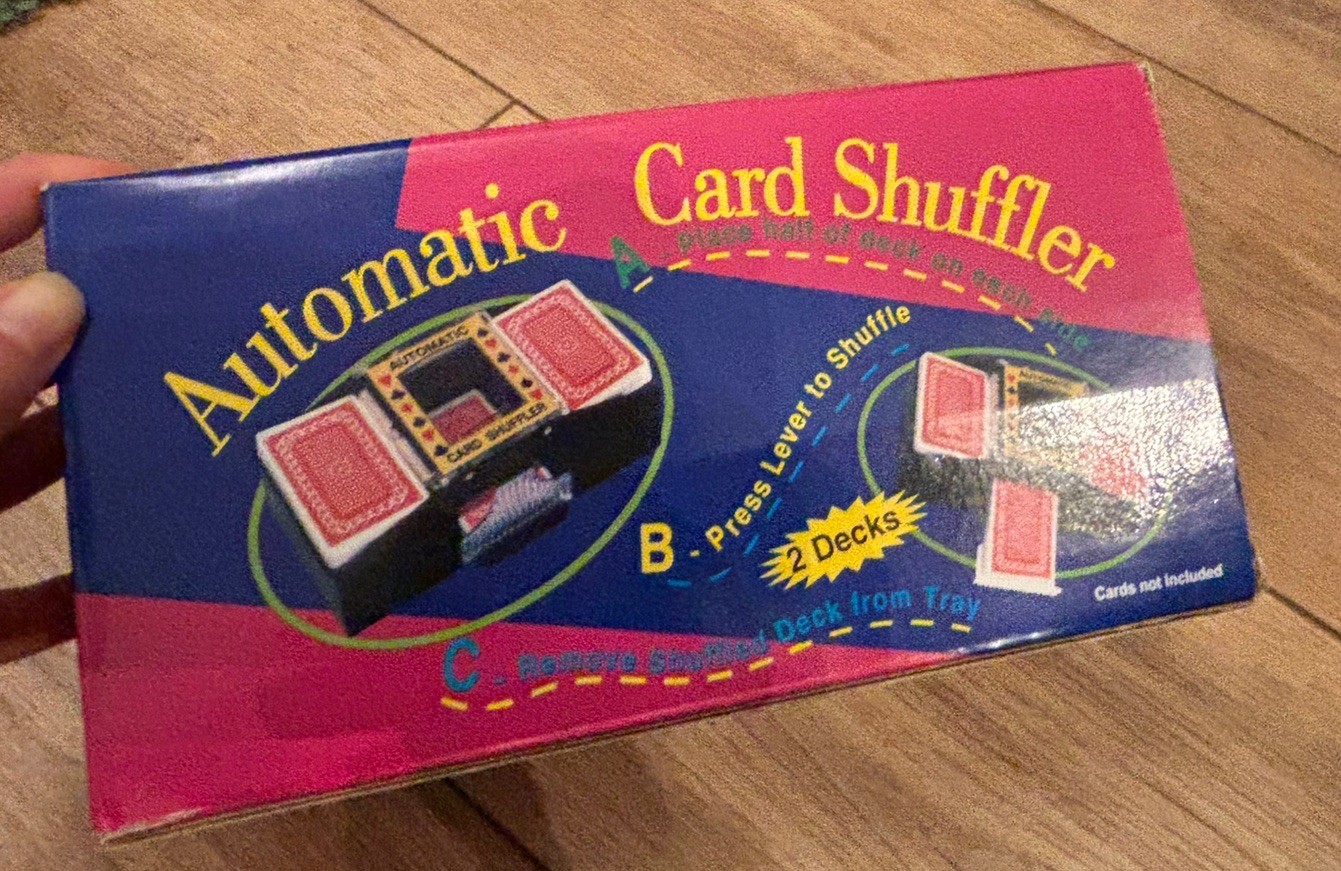 Automatic Card Shuffler
A - Place half of deck on each side
AUTOMATIC
CARD SHUFFLER
B - Press Lever to Shuffle
2 Decks
C - Remove Shuffled Deck from Tray
Cards not included